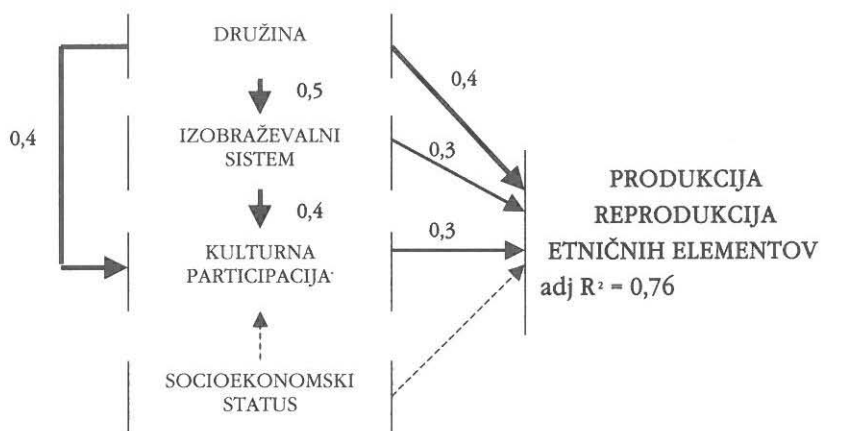 DRUŽINA
0,5
0,4
0,4
IZOBRAŽEVALNI
SISTEM
0,3
0,4
PRODUKCIJA
REPRODUKCIJA
ETNIČNIH ELEMENTOV
adj R² = 0,76
0,3
KULTURNA
PARTICIPACIJA
SOCIOEKONOMSKI
STATUS